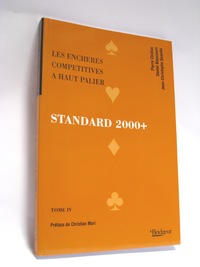 LES ENCHERES
COMPETITIVES
A HAUT PALIER
STANDARD 2000+
TOME IV
Préface de Christian Mari